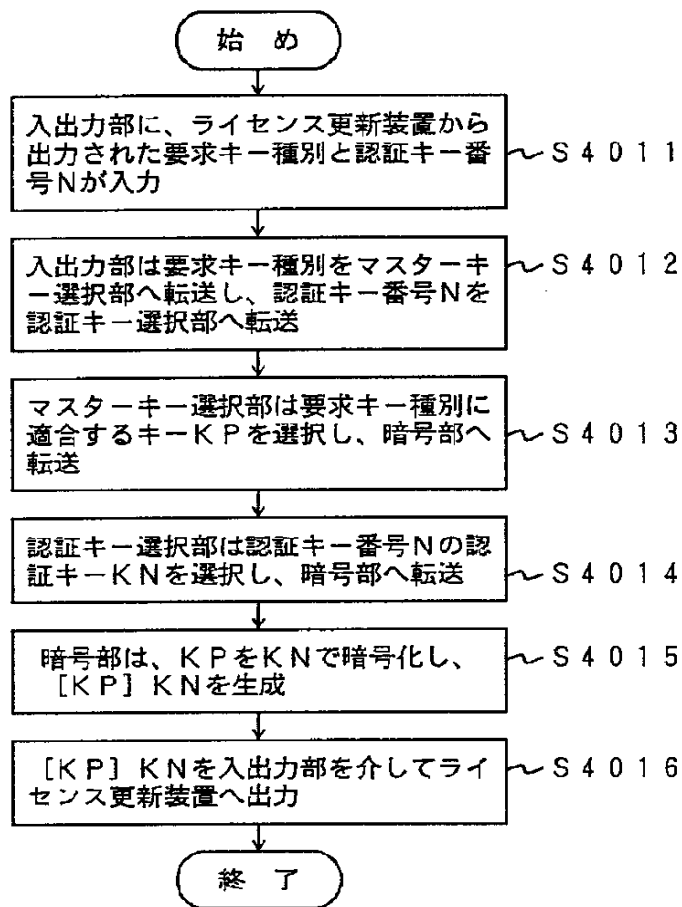 始 め
入出力部に、ライセンス更新装置から
出力された要求キー種別と認証キー番
号Nが入力
S4011
入出力部は要求キー種別をマスターキ
ー選択部へ転送し、認証キー番号Nを
認証キー選択部へ転送
S4012
マスターキー選択部は要求キー種別に
適合するキーKPを選択し、暗号部へ
転送
S4013
認証キー選択部は認証キー番号Nの認
証キーKNを選択し、暗号部へ転送
S4014
暗号部は、KPをKNで暗号化し、
[KP] KNを生成
S4015
[KP] KNを入出力部を介してライ
センス更新装置へ出力
S4016
終 了